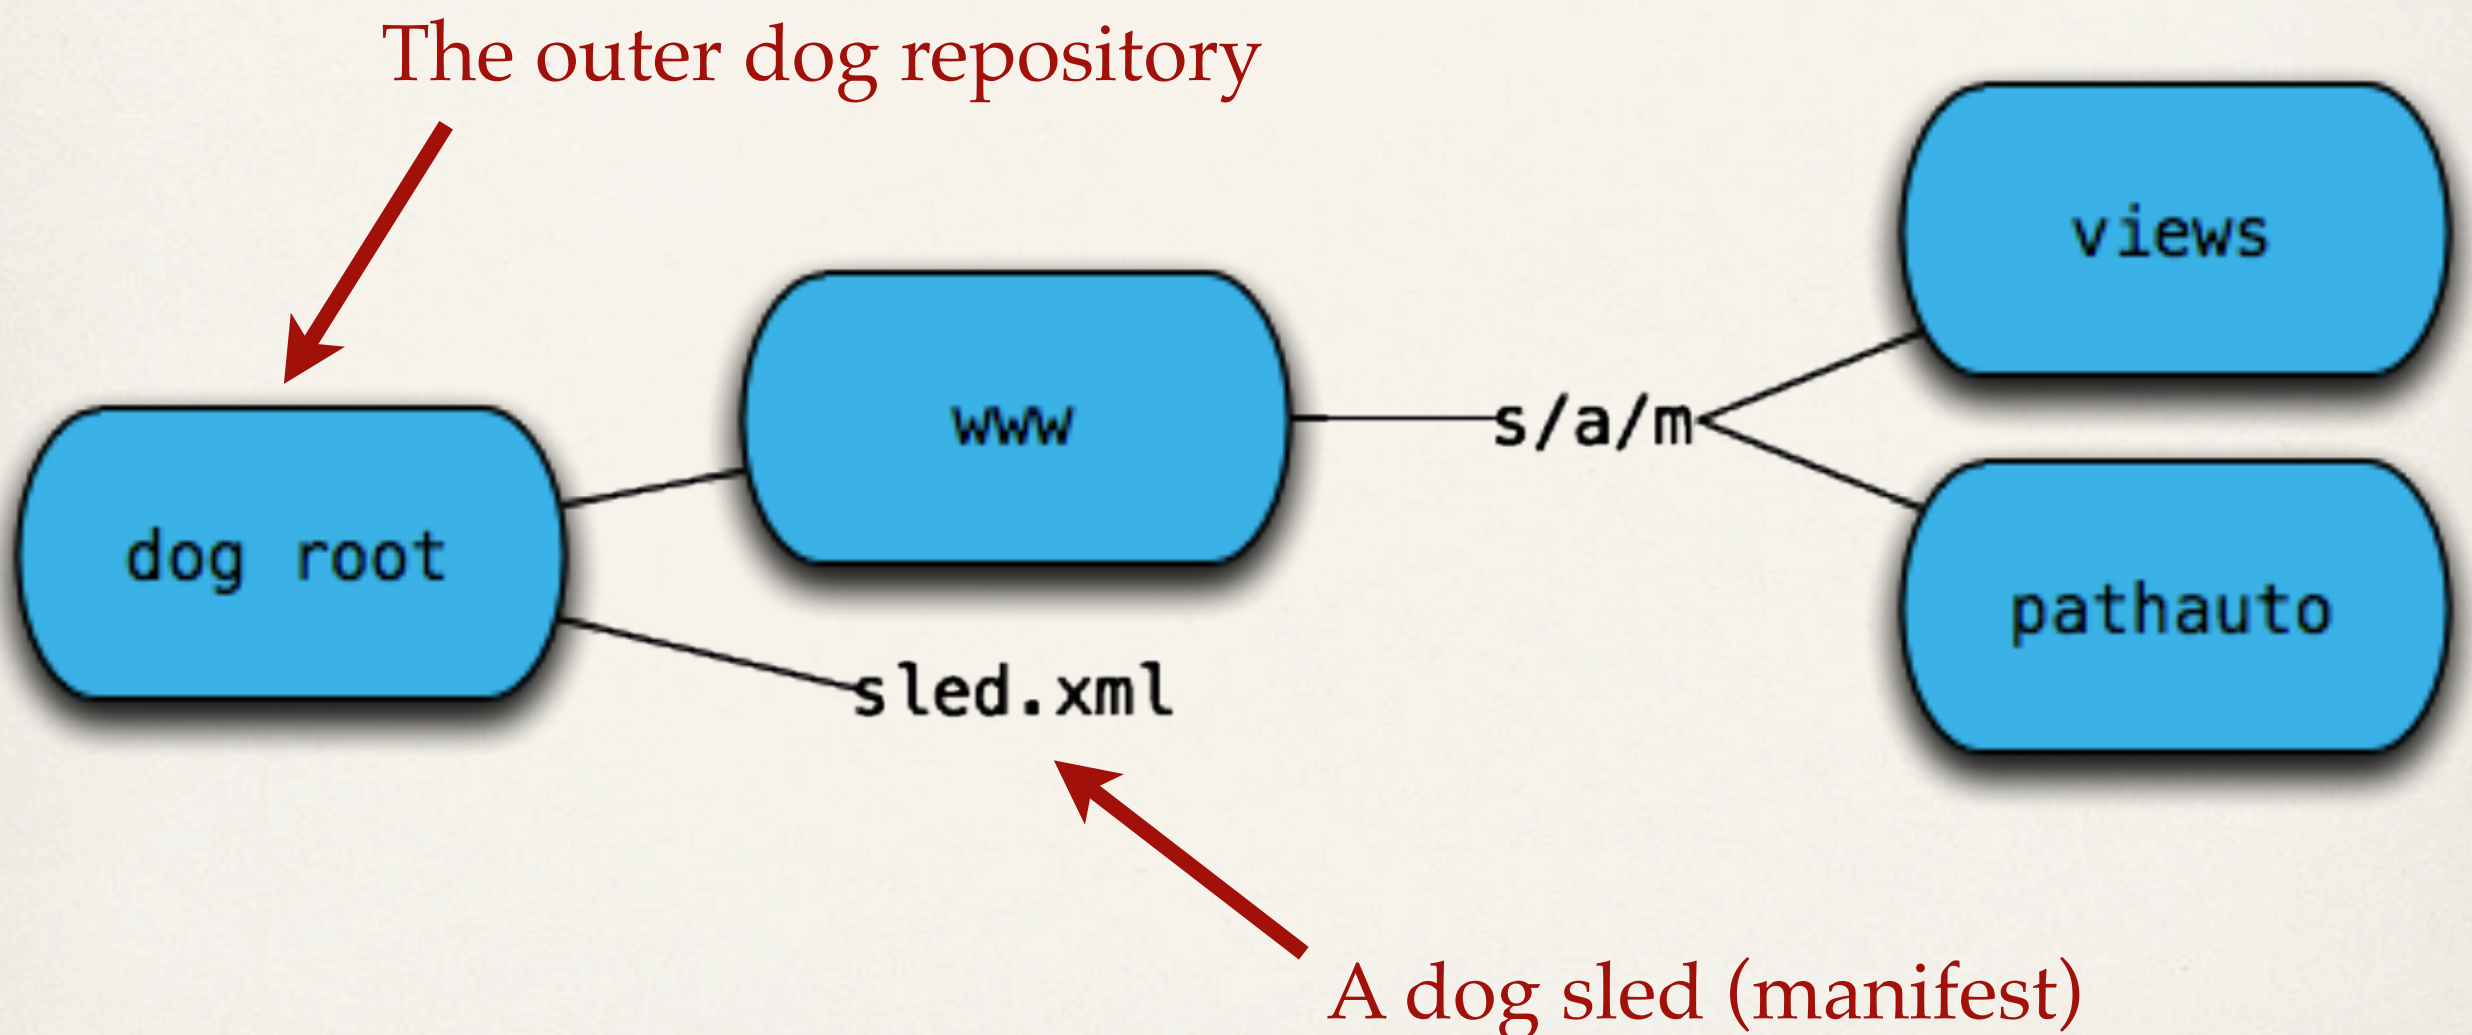 The outer dog repository
views
www
s/a/m
dog root
pathauto
sled.xml
A dog sled (manifest)